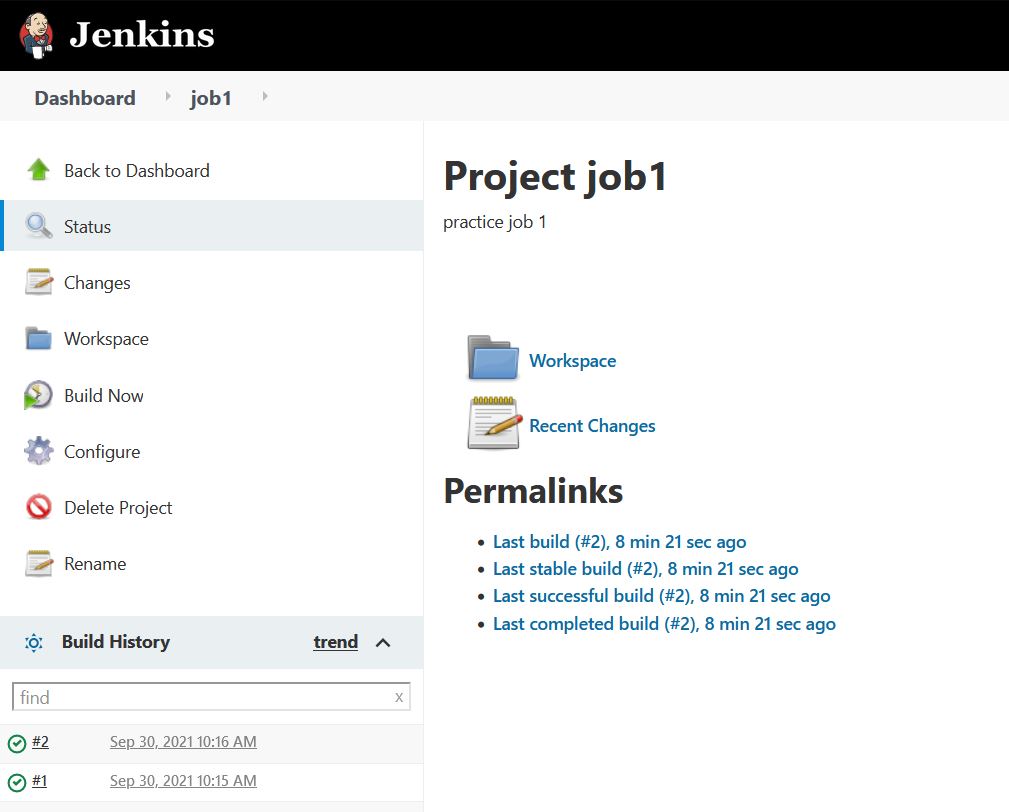 Jenkins
Dashboard
job1
Back to Dashboard
Status
Changes
Workspace
Build Now
Configure
Delete Project
Rename
Build History
trend
find
x
#2
Sep 30, 2021 10:16 AM
#1
Sep 30, 2021 10:15 AM
Project job1
practice job 1
Workspace
Recent Changes
Permalinks
Last build (#2), 8 min 21 sec ago
Last stable build (#2), 8 min 21 sec ago
Last successful build (#2), 8 min 21 sec ago
Last completed build (#2), 8 min 21 sec ago